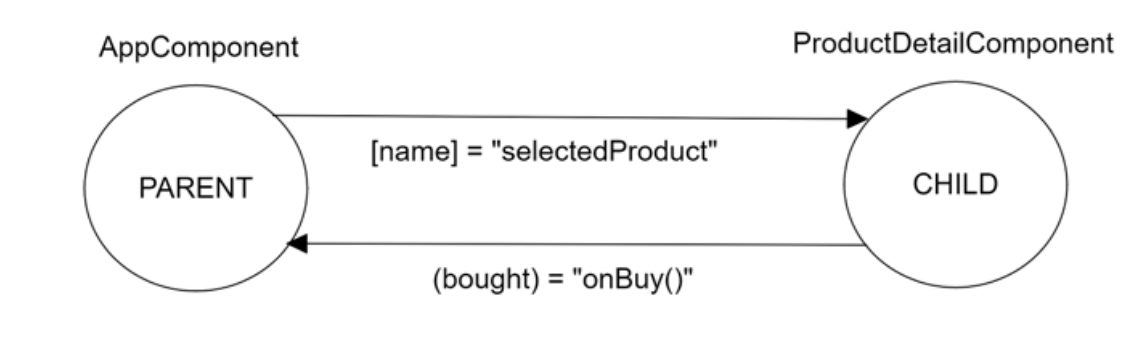 AppComponent
ProductDetailComponent
[name] = "selectedProduct"
PARENT
CHILD
(bought) = "onBuy()"